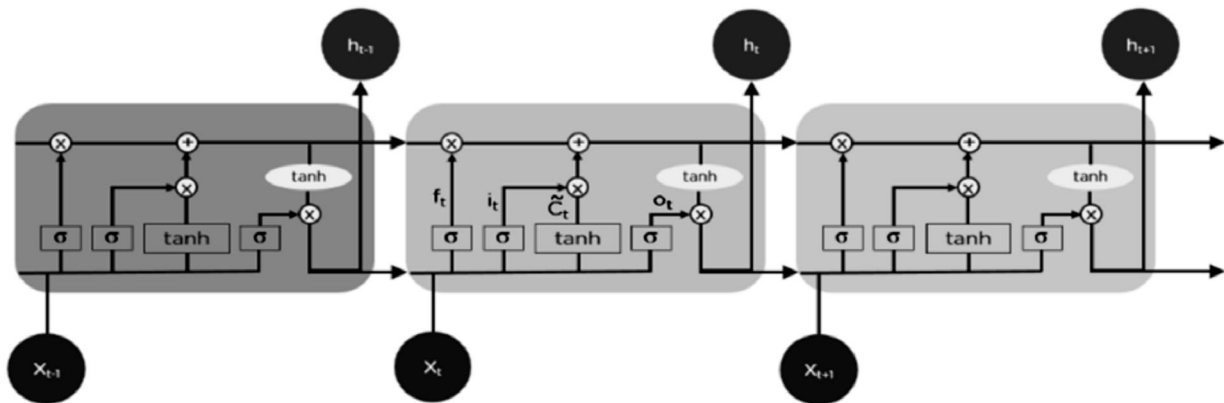 h_{t-1} h_t h_{t+1}
× + × + × +
tanh tanh tanh
× × ×
f_t i_t C̃_t o_t
× × ×
σ σ tanh σ σ σ tanh σ σ σ tanh σ
X_{t-1} X_t X_{t+1}